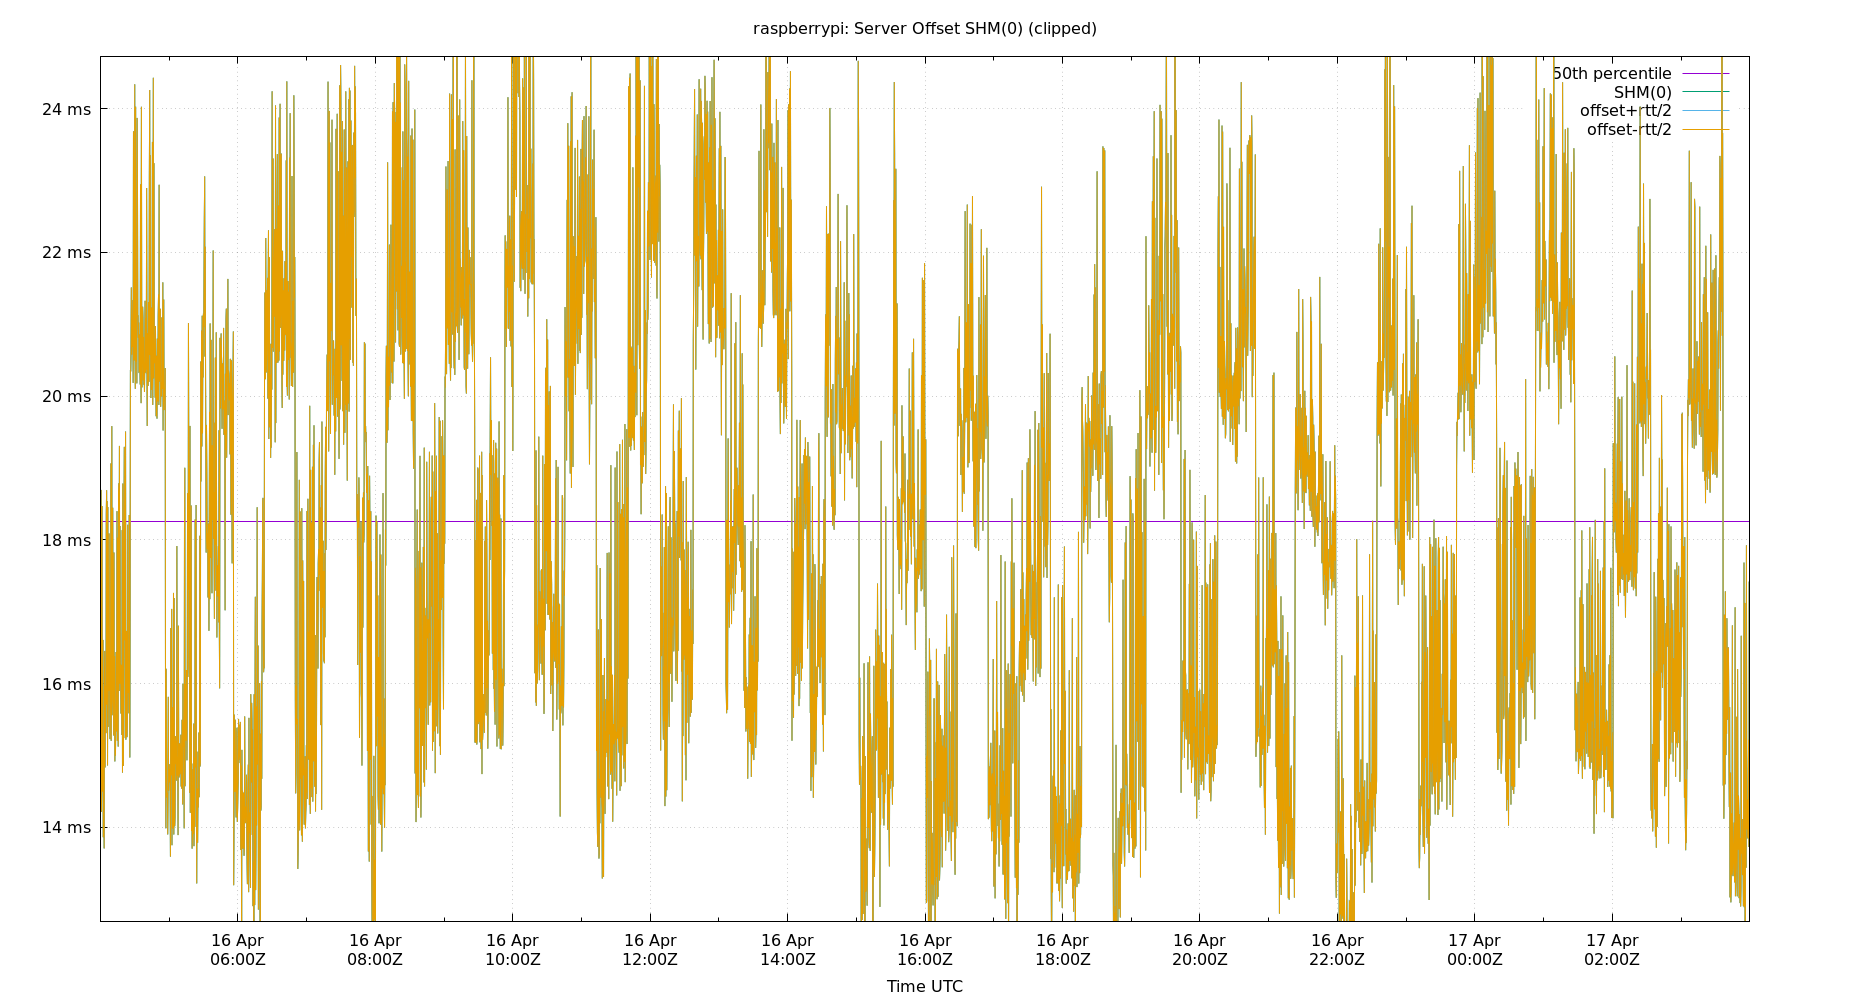 raspberrypi: Server Offset SHM(0) (clipped)
50th percentile
SHM(0)
offset+rtt/2
offset-rtt/2
24 ms
22 ms
20 ms
18 ms
16 ms
14 ms
16 Apr 16 Apr 16 Apr 16 Apr 16 Apr 16 Apr 16 Apr 16 Apr 16 Apr 17 Apr 17 Apr
06:00Z 08:00Z 10:00Z 12:00Z 14:00Z 16:00Z 18:00Z 20:00Z 22:00Z 00:00Z 02:00Z
Time UTC